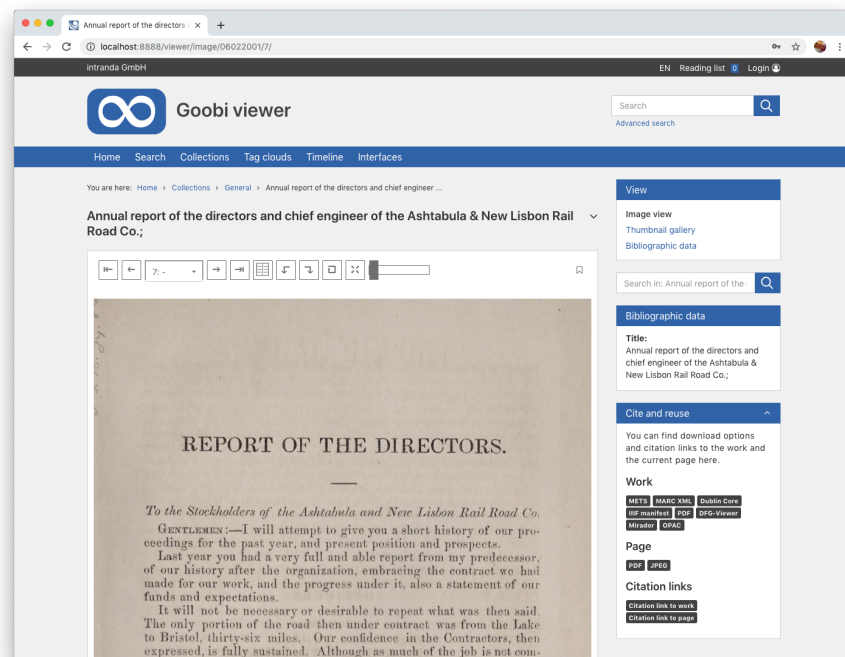 Annual report of the directors
localhost:8888/viewer/image/06022001/7/
intranda GmbH
EN Reading list 0 Login
Goobi viewer
Search
Advanced search
Home Search Collections Tag clouds Timeline Interfaces
You are here: Home › Collections › General › Annual report of the directors and chief engineer ...
Annual report of the directors and chief engineer of the Ashtabula & New Lisbon Rail
Road Co.;
7: -
REPORT OF THE DIRECTORS.
To the Stockholders of the Ashtabula and New Lisbon Rail Road Co.
GENTLEMEN:—I will attempt to give you a short history of our pro-
ceedings for the past year, and present position and prospects.
Last year you had a very full and able report from my predecessor,
of our history after the organization, embracing the contract we had
made for our work, and the progress under it, also a statement of our
funds and expectations.
It will not be necessary or desirable to repeat what was then said.
The only portion of the road then under contract was from the Lake
to Bristol, thirty-six miles. Our confidence in the Contractors, then
expressed, is fully sustained. Although as much of the job is not com-
View
Image view
Thumbnail gallery
Bibliographic data
Search in: Annual report of the
Bibliographic data
Title:
Annual report of the directors and
chief engineer of the Ashtabula &
New Lisbon Rail Road Co.;
Cite and reuse
You can find download options
and citation links to the work and
the current page here.
Work
METS MARC XML Dublin Core
IIIF manifest PDF DFG-Viewer
Mirador OPAC
Page
PDF JPEG
Citation links
Citation link to work
Citation link to page